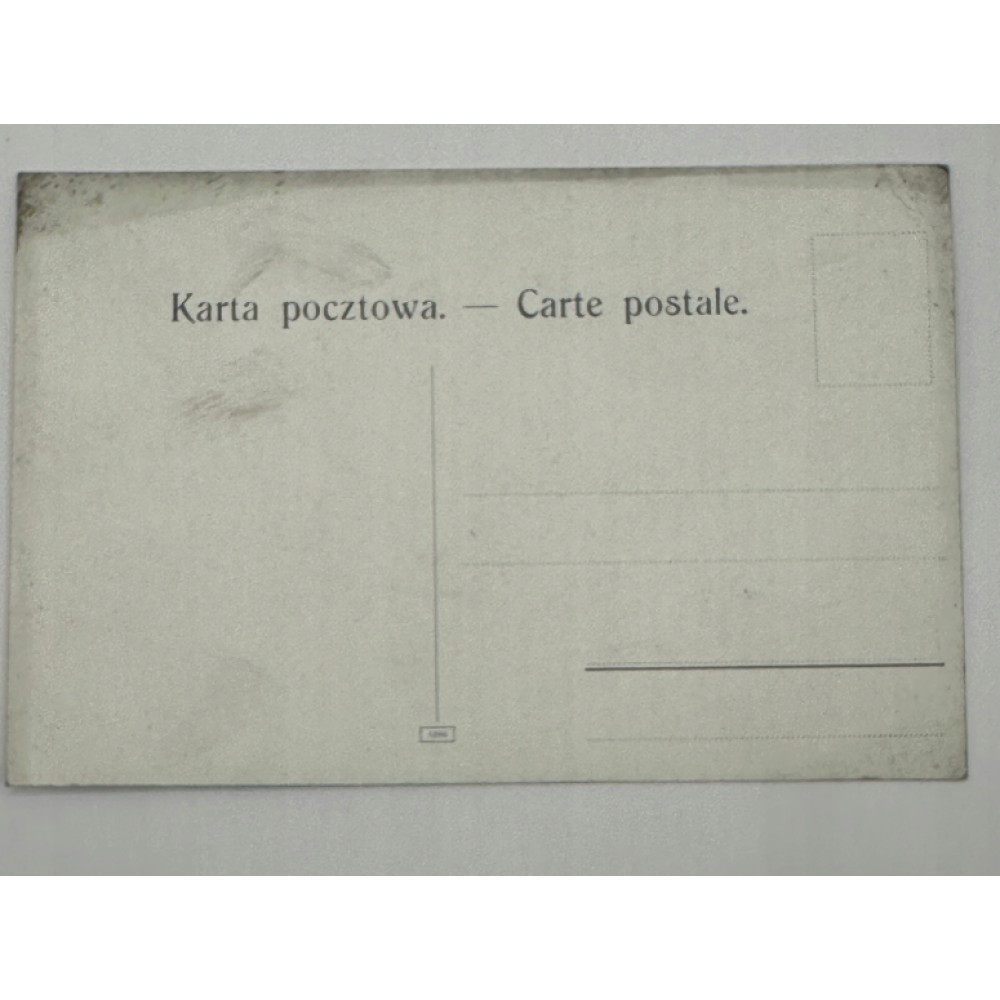 Karta pocztowa. — Carte postale.